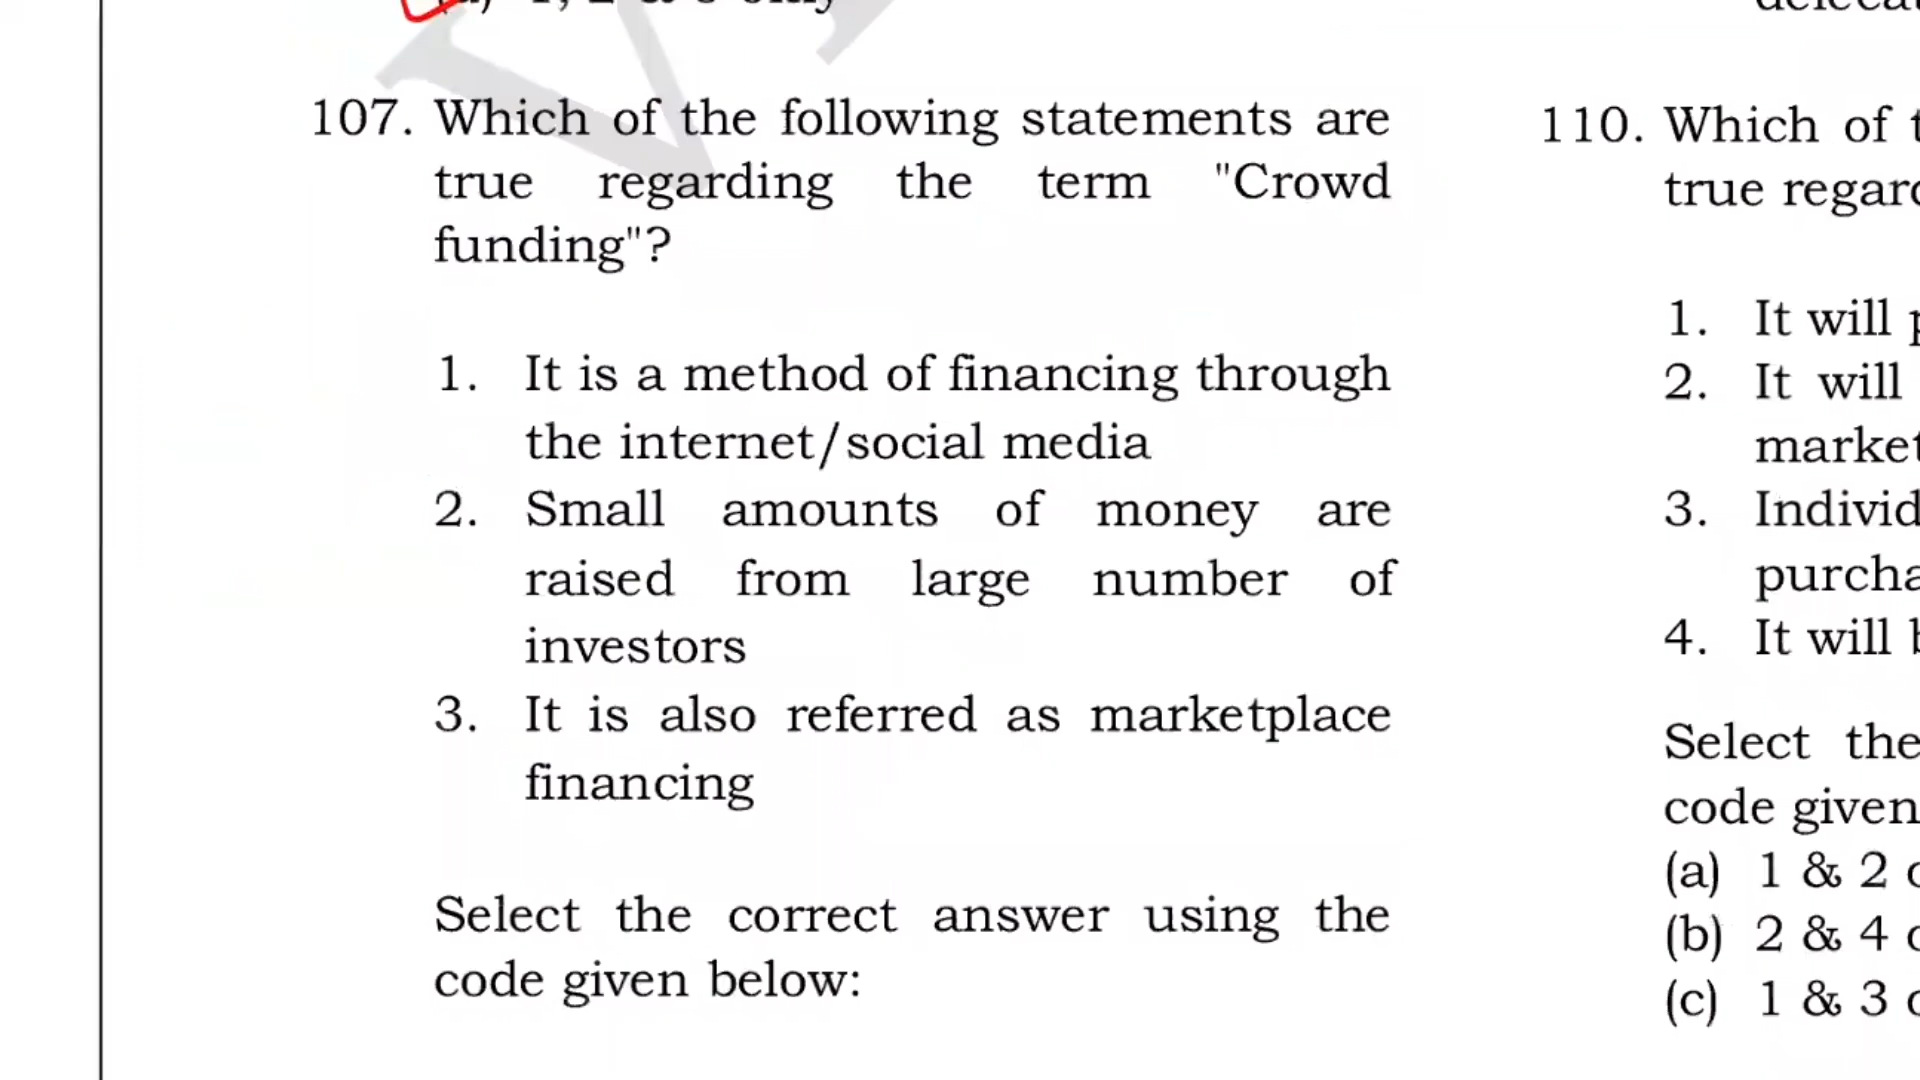 107. Which of the following statements are
true regarding the term "Crowd
funding"?
1. It is a method of financing through
the internet/social media
2. Small amounts of money are
raised from large number of
investors
3. It is also referred as marketplace
financing
Select the correct answer using the
code given below:
110. Which of
true
1. It will
2. It will
3.
4. It will
Select the
code given
(a) 1 & 2
(b) 2 & 4
(c) 1 & 3